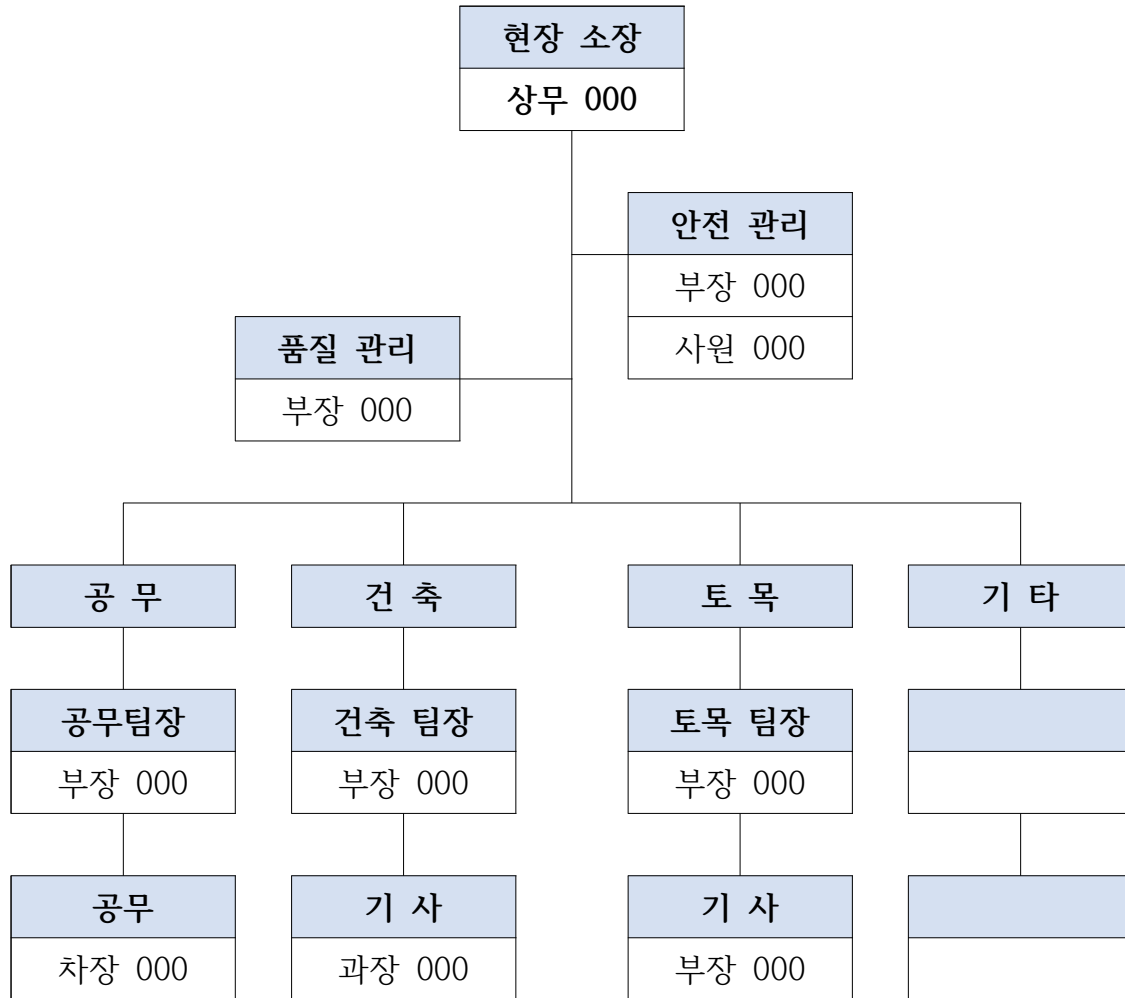 현장 소장
상무 000
안전 관리
부장 000
사원 000
품질 관리
부장 000
공 무
건 축
토 목
기 타
공무팀장
건축 팀장
토목 팀장
부장 000
부장 000
부장 000
공무
기 사
기 사
차장 000
과장 000
부장 000